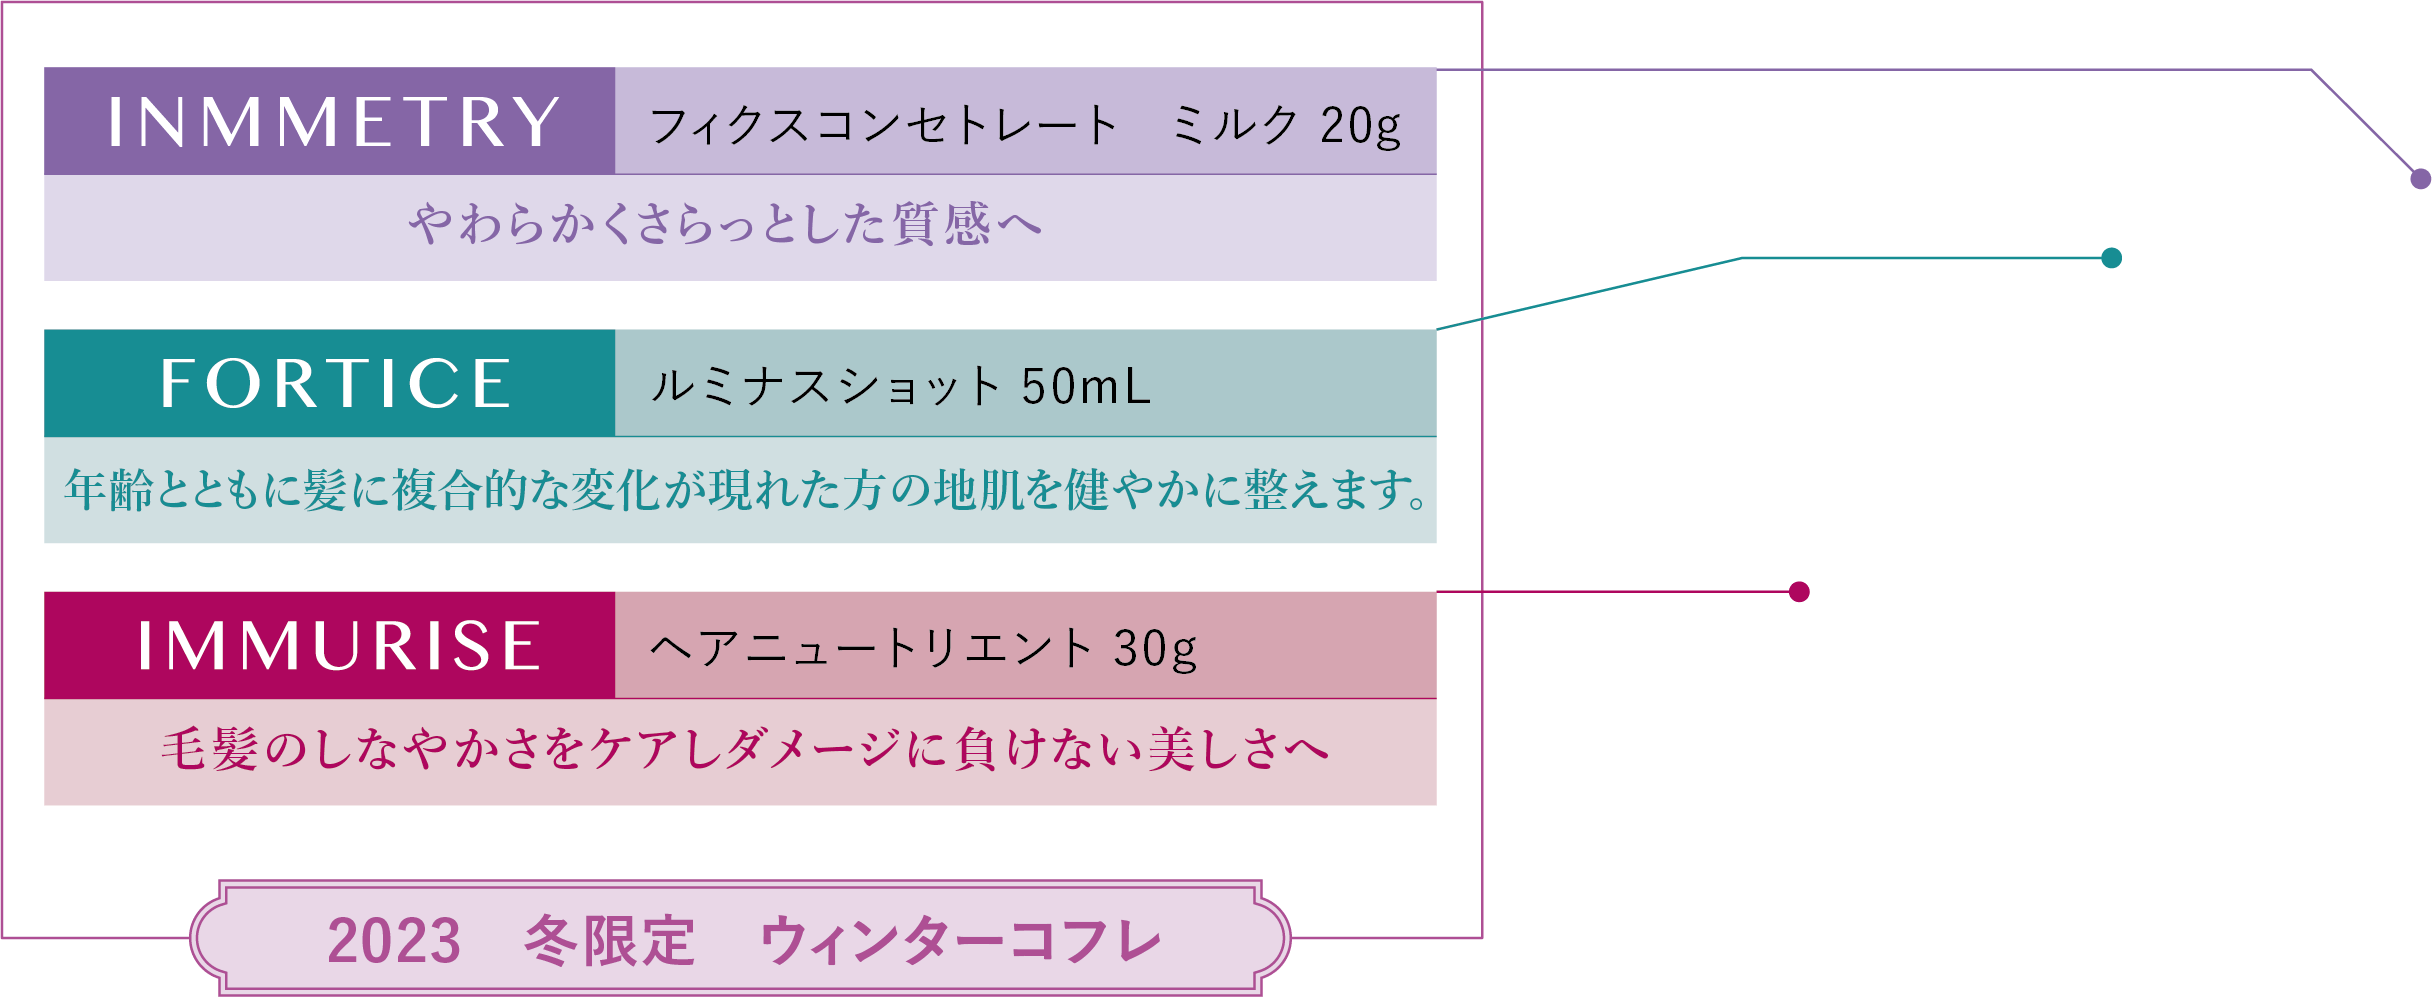 INMMETRY フィクスコンセトレート　ミルク 20g
やわらかくさらっとした質感へ
FORTICE ルミナスショット 50mL
年齢とともに髪に複合的な変化が現れた方の地肌を健やかに整えます。
IMMURISE ヘアニュートリエント 30g
毛髪のしなやかさをケアしダメージに負けない美しさへ
2023　冬限定　ウィンターコフレ